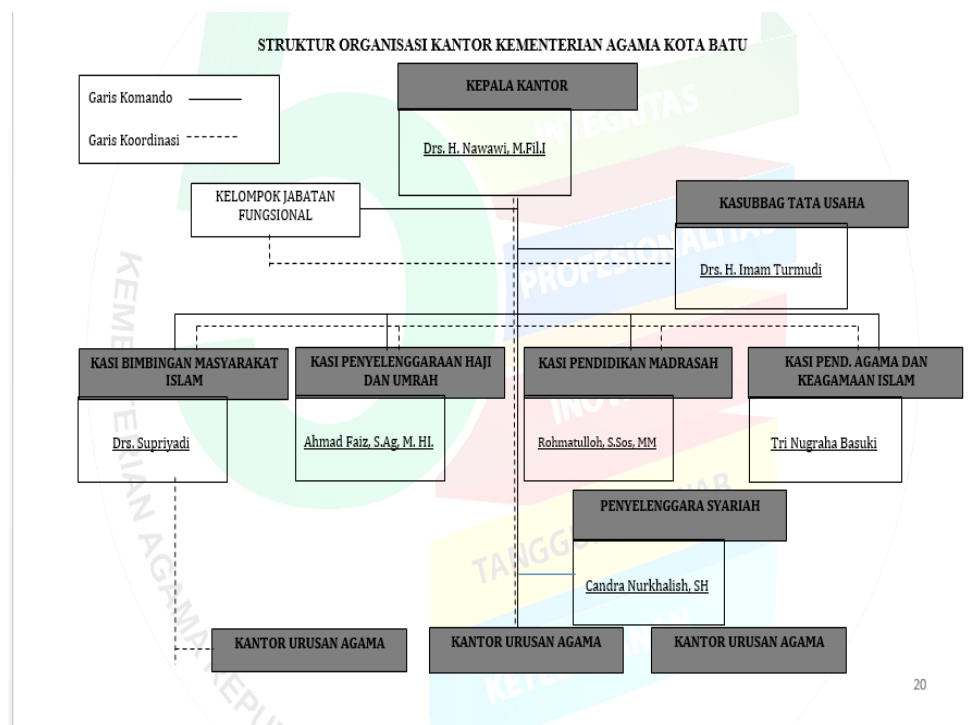 STRUKTUR ORGANISASI KANTOR KEMENTERIAN AGAMA KOTA BATU
Garis Komando
Garis Koordinasi
KEPALA KANTOR
Drs. H. Nawawi, M.Fil.I
KELOMPOK JABATAN
FUNGSIONAL
KASUBBAG TATA USAHA
Drs. H. Imam Turmudi
KASI BIMBINGAN MASYARAKAT
ISLAM
Drs. Supriyadi
KASI PENYELENGGARAAN HAJI
DAN UMRAH
Ahmad Faiz, S.Ag, M. HI.
KASI PENDIDIKAN MADRASAH
Rohmatulloh, S.Sos, MM
KASI PEND. AGAMA DAN
KEAGAMAAN ISLAM
Tri Nugraha Basuki
PENYELENGGARA SYARIAH
Candra Nurkhalish, SH
KANTOR URUSAN AGAMA
KANTOR URUSAN AGAMA
KANTOR URUSAN AGAMA
INTEGRITAS
PROFESIONALITAS
20